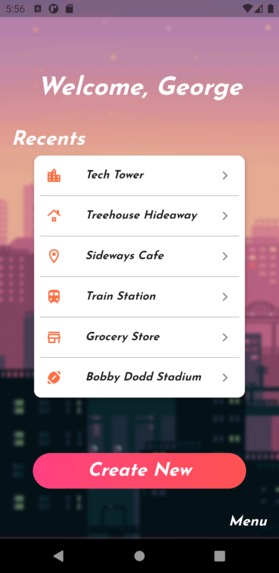 5:56
Welcome, George
Recents
Tech Tower
Treehouse Hideaway
Sideways Cafe
Train Station
Grocery Store
Bobby Dodd Stadium
Create New
Menu